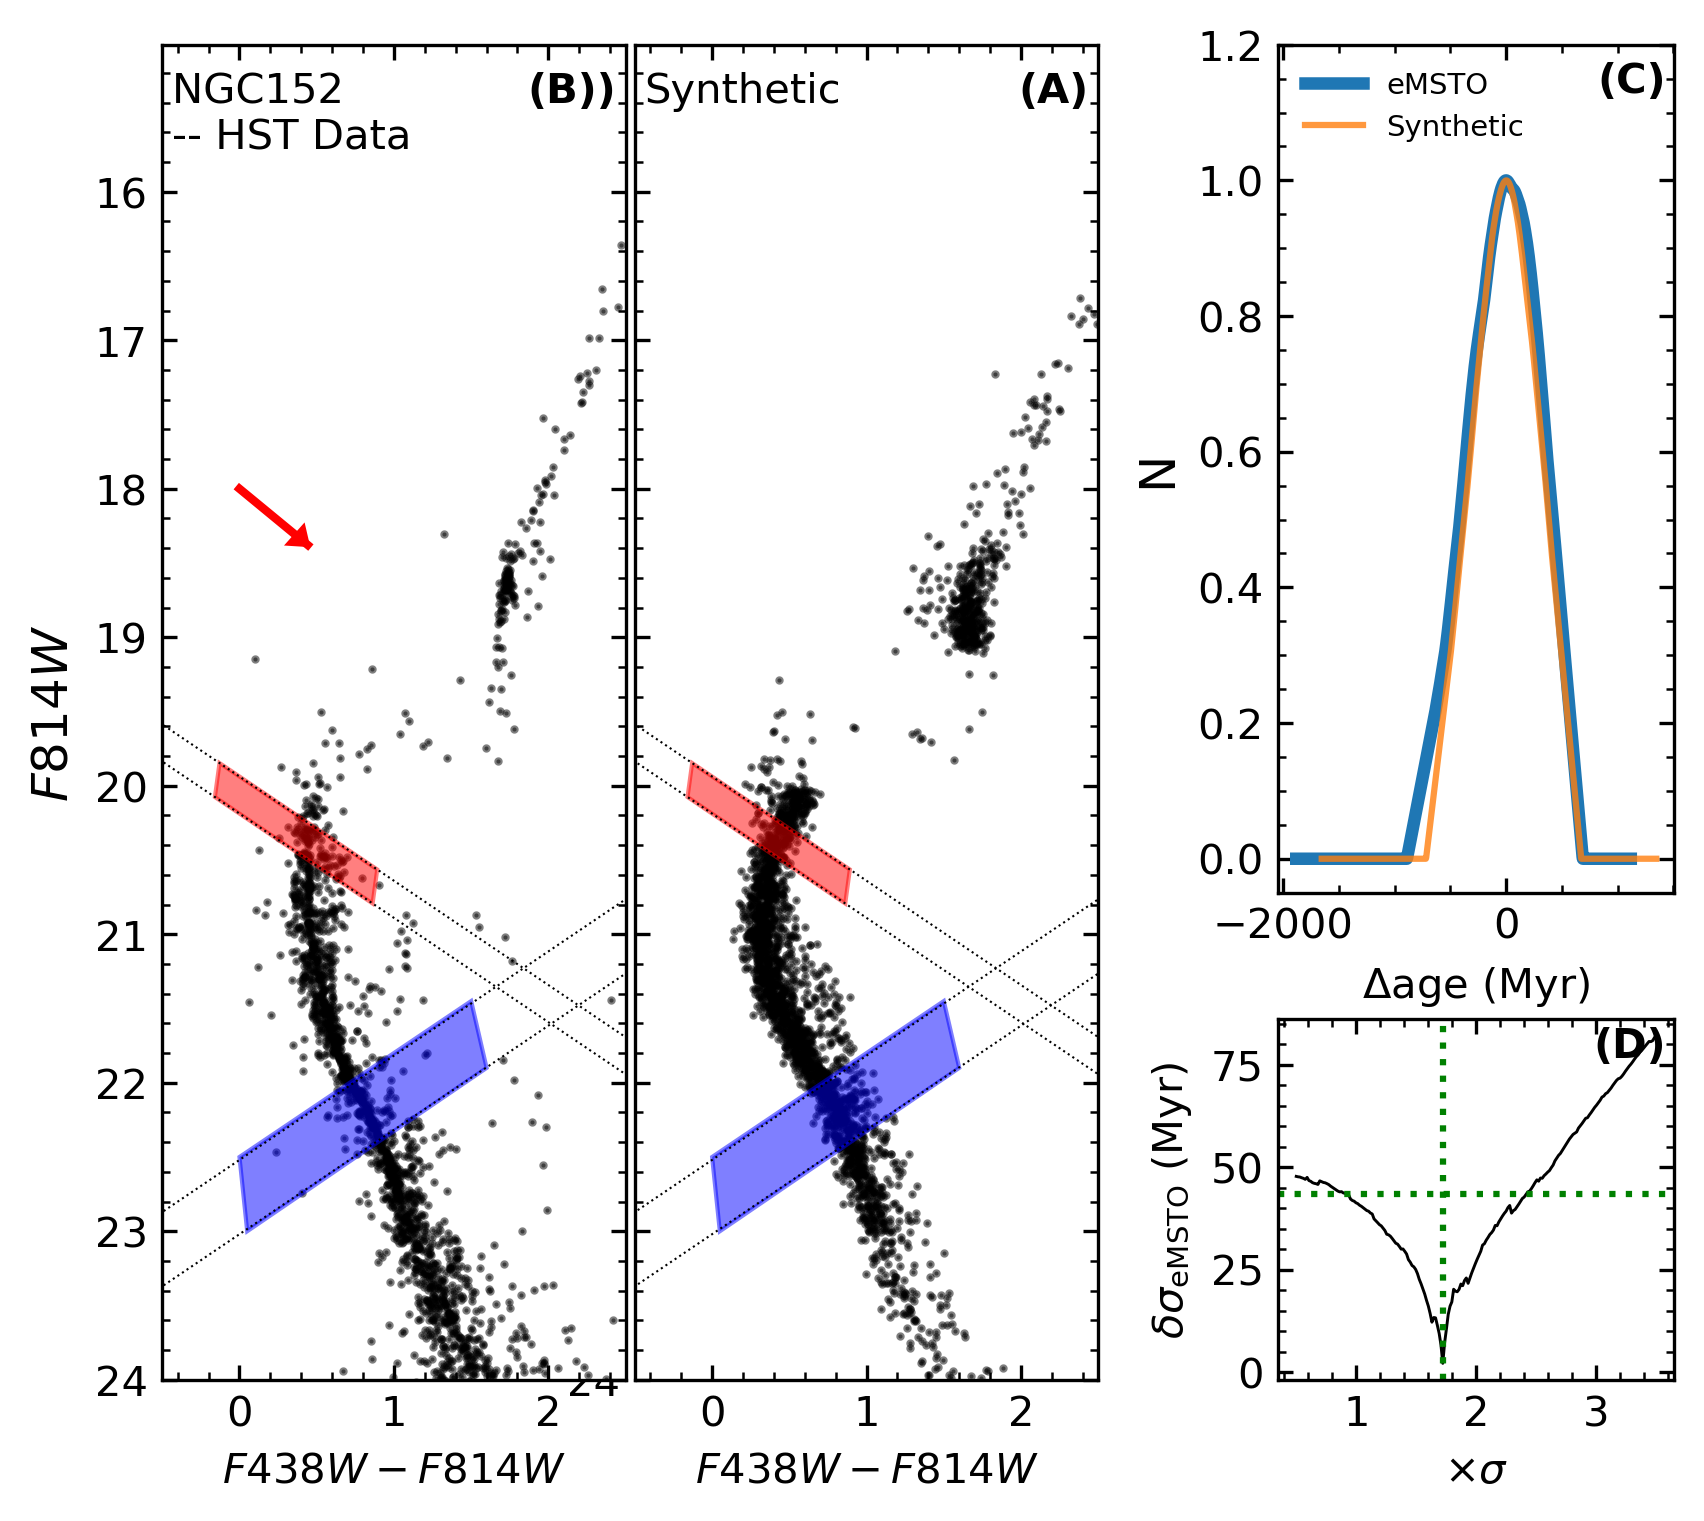 NGC152 (B))
-- HST Data
F814W
16
17
18
19
20
21
22
23
24
0 1 2
24
F438W − F814W
Synthetic (A)
0 1 2
F438W − F814W
(C)
eMSTO
Synthetic
N
1.2
1.0
0.8
0.6
0.4
0.2
0.0
−2000 0
Δage (Myr)
(D)
δσeMSTO (Myr)
75
50
25
0
1 2 3
×σ